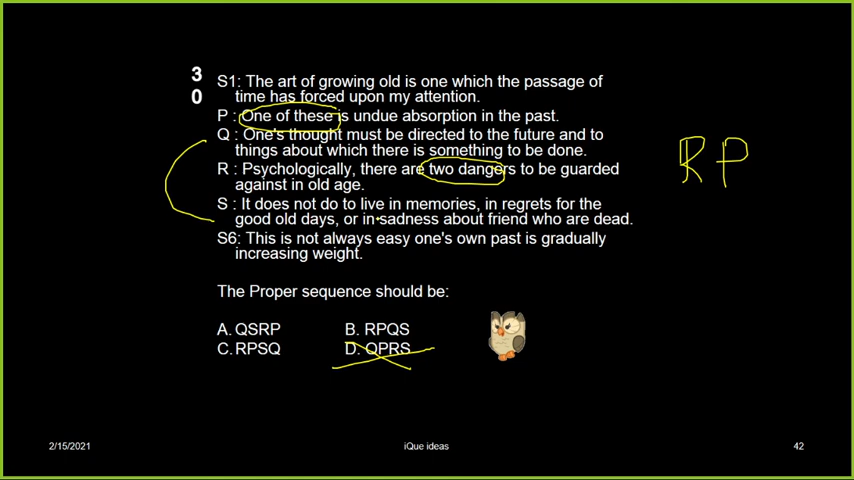 30
S1: The art of growing old is one which the passage of
time has forced upon my attention.
P : One of these is undue absorption in the past.
Q : One's thought must be directed to the future and to
things about which there is something to be done.
R : Psychologically, there are two dangers to be guarded
against in old age.
S : It does not do to live in memories, in regrets for the
good old days, or in sadness about friend who are dead.
S6: This is not always easy one's own past is gradually
increasing weight.
RP
The Proper sequence should be:
A. QSRP B. RPQS
C. RPSQ D. QPRS
2/15/2021 iQue ideas 42